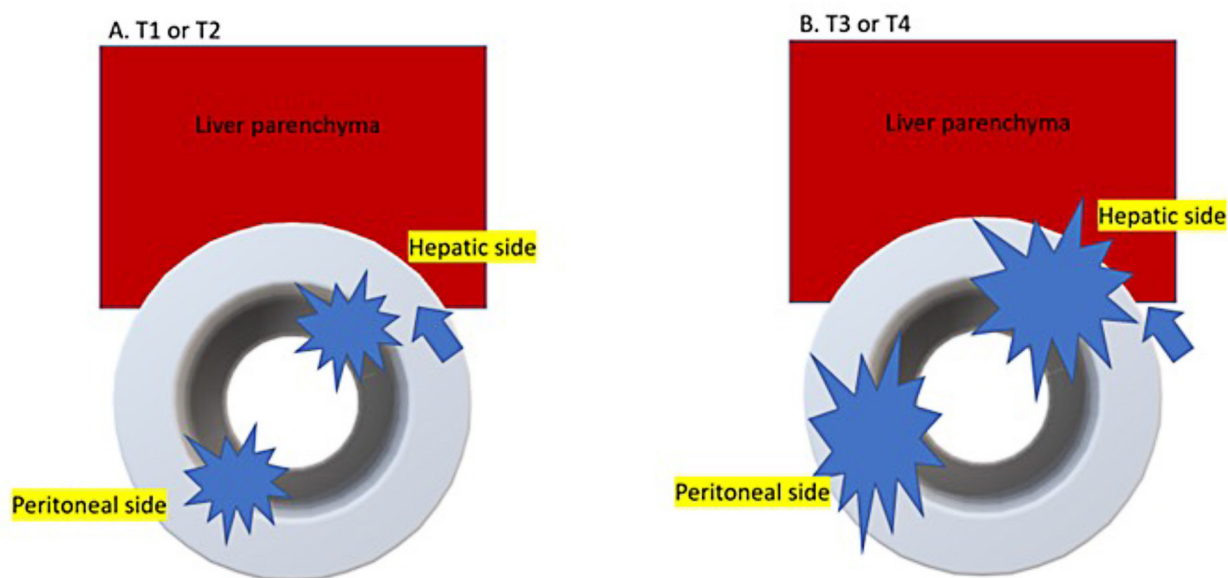 A. T1 or T2
Liver parenchyma
Hepatic side
Peritoneal side
B. T3 or T4
Liver parenchyma
Hepatic side
Peritoneal side